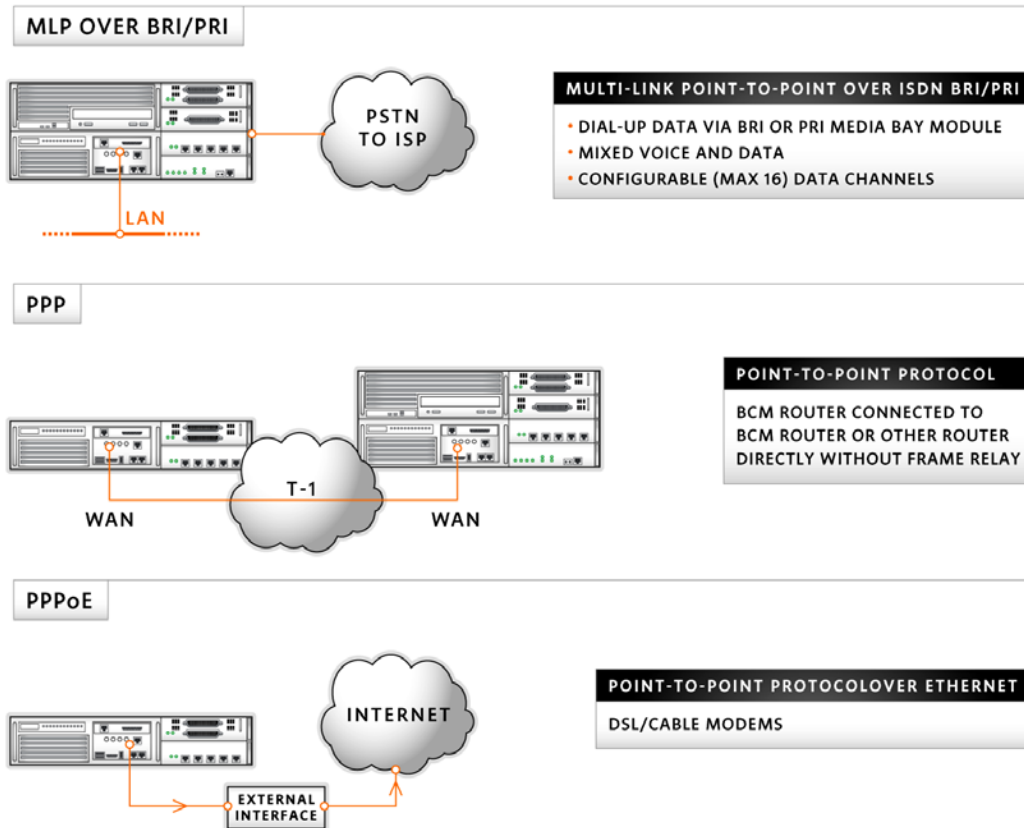 MLP OVER BRI/PRI
PSTN
TO ISP
LAN
MULTI-LINK POINT-TO-POINT OVER ISDN BRI/PRI
• DIAL-UP DATA VIA BRI OR PRI MEDIA BAY MODULE
• MIXED VOICE AND DATA
• CONFIGURABLE (MAX 16) DATA CHANNELS
PPP
T-1
WAN
WAN
POINT-TO-POINT PROTOCOL
BCM ROUTER CONNECTED TO
BCM ROUTER OR OTHER ROUTER
DIRECTLY WITHOUT FRAME RELAY
PPPoE
INTERNET
EXTERNAL
INTERFACE
POINT-TO-POINT PROTOCOLOVER ETHERNET
DSL/CABLE MODEMS